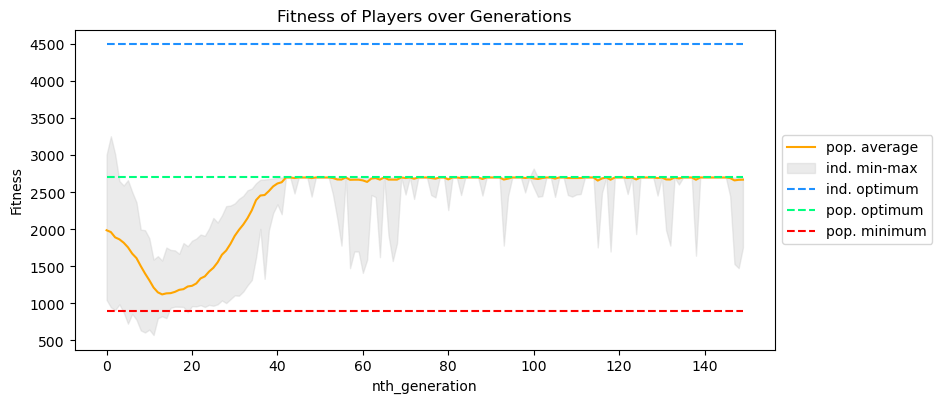 Fitness of Players over Generations
Fitness
4500
4000
3500
3000
2500
2000
1500
1000
500
0
20
40
60
80
100
120
140
nth_generation
pop. average
ind. min-max
ind. optimum
pop. optimum
pop. minimum